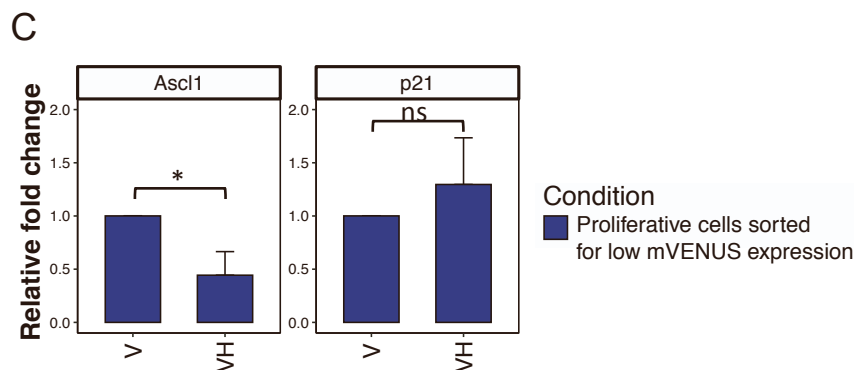 C
Ascl1
p21
Relative fold change
2.0
1.5
1.0
0.5
0.0
*
V
VH
2.0
1.5
1.0
0.5
0.0
ns
V
VH
Condition
Proliferative cells sorted
for low mVENUS expression